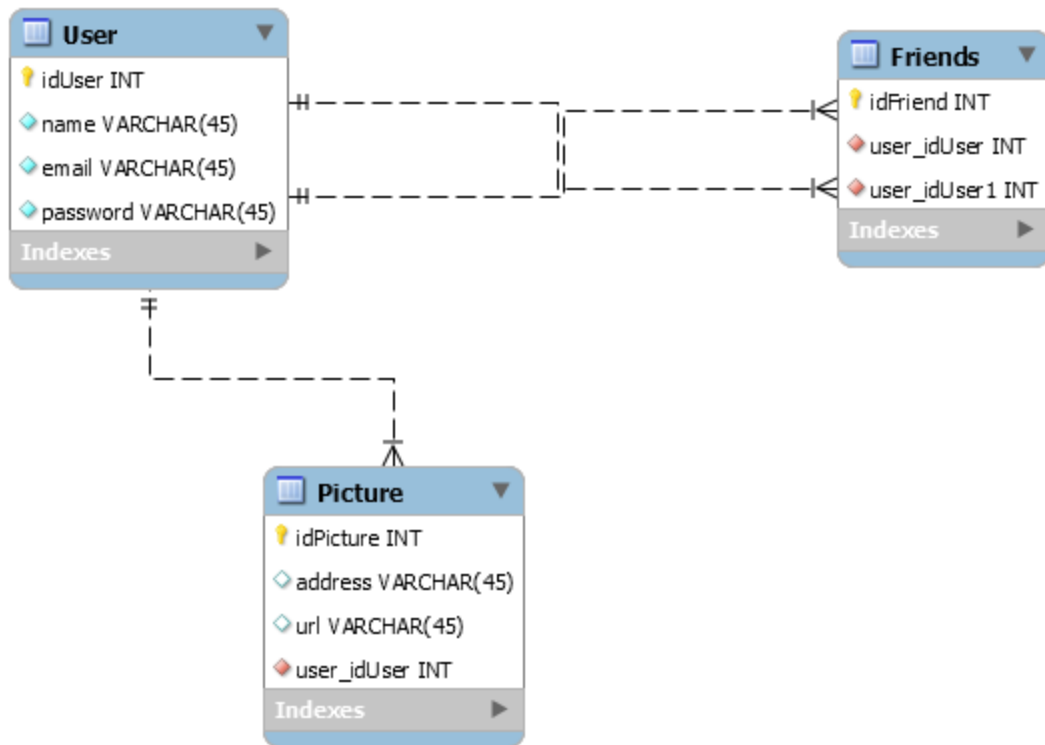 User
idUser INT
name VARCHAR(45)
email VARCHAR(45)
password VARCHAR(45)
Indexes
Friends
idFriend INT
user_idUser INT
user_idUser1 INT
Indexes
Picture
idPicture INT
address VARCHAR(45)
url VARCHAR(45)
user_idUser INT
Indexes